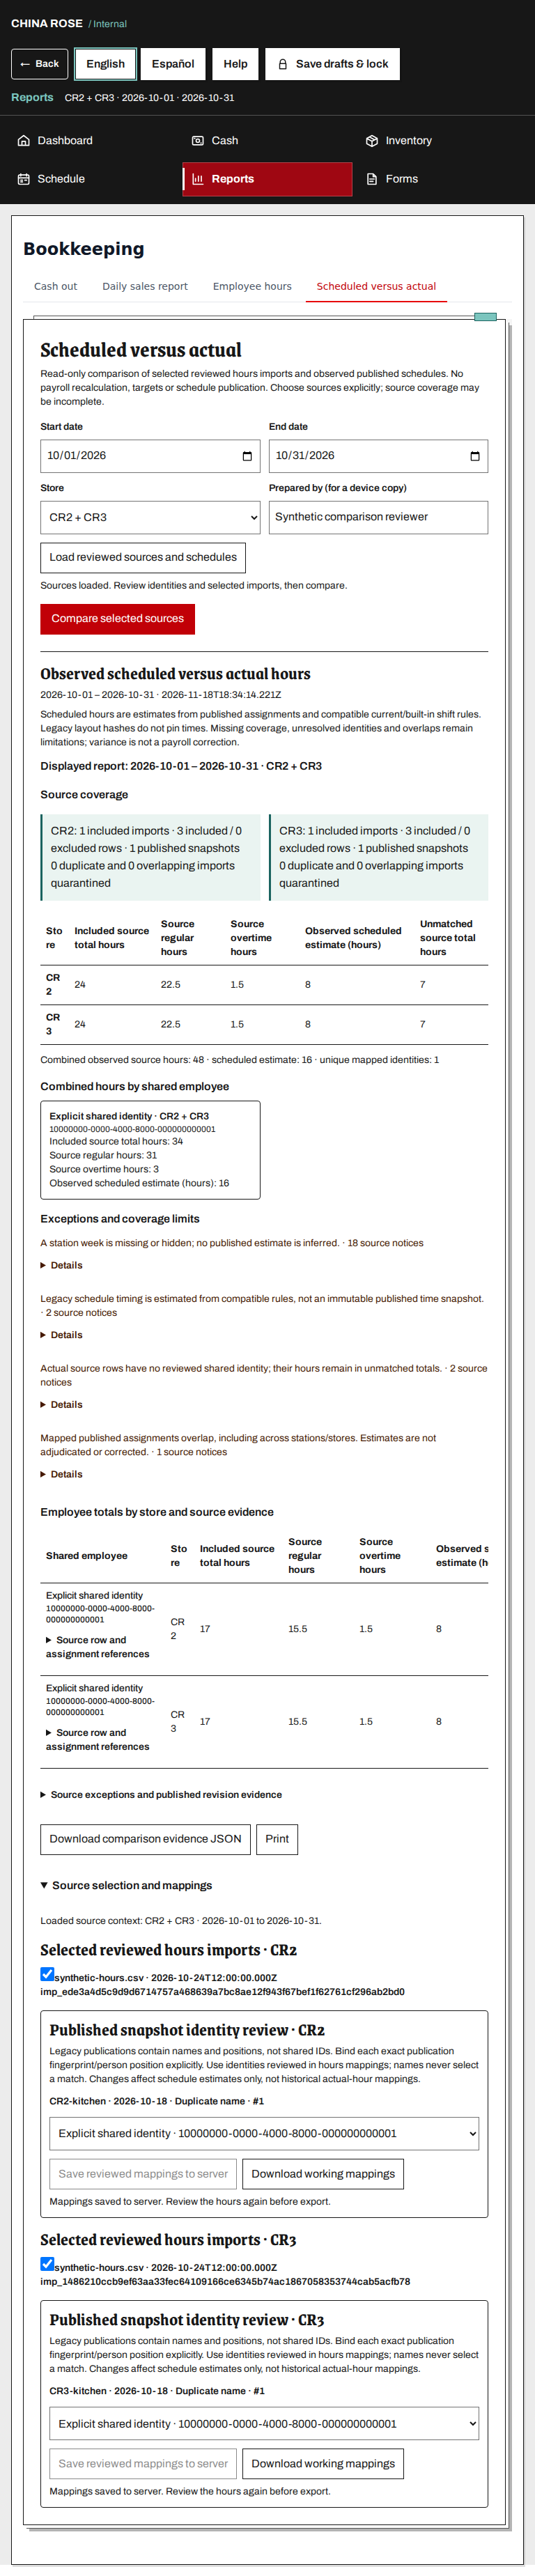 CHINA ROSE / Internal
← Back English Español Help Save drafts & lock
Reports CR2 + CR3 · 2026-10-01 · 2026-10-31
Dashboard Cash Inventory
Schedule Reports Forms
Bookkeeping
Cash out Daily sales report Employee hours Scheduled versus actual
Scheduled versus actual
Read-only comparison of selected reviewed hours imports and observed published schedules. No
payroll recalculation, targets or schedule publication. Choose sources explicitly; source coverage may
be incomplete.
Start date End date
10/01/2026 10/31/2026
Store Prepared by (for a device copy)
CR2 + CR3 Synthetic comparison reviewer
Load reviewed sources and schedules
Sources loaded. Review identities and selected imports, then compare.
Compare selected sources
Observed scheduled versus actual hours
2026-10-01 – 2026-10-31 · 2026-11-18T18:34:14.221Z
Scheduled hours are estimates from published assignments and compatible current/built-in shift rules.
Legacy layout hashes do not pin times. Missing coverage, unresolved identities and overlaps remain
limitations; variance is not a payroll correction.
Displayed report: 2026-10-01 – 2026-10-31 · CR2 + CR3
Source coverage
CR2: 1 included imports · 3 included / 0
excluded rows · 1 published snapshots
0 duplicate and 0 overlapping imports
quarantined
CR3: 1 included imports · 3 included / 0
excluded rows · 1 published snapshots
0 duplicate and 0 overlapping imports
quarantined
Sto
re
Included source
total hours
Source
regular
hours
Source
overtime
hours
Observed scheduled
estimate (hours)
Unmatched
source total
hours
CR
2
24 22.5 1.5 8 7
CR
3
24 22.5 1.5 8 7
Combined observed source hours: 48 · scheduled estimate: 16 · unique mapped identities: 1
Combined hours by shared employee
Explicit shared identity · CR2 + CR3
10000000-0000-4000-8000-000000000001
Included source total hours: 34
Source regular hours: 31
Source overtime hours: 3
Observed scheduled estimate (hours): 16
Exceptions and coverage limits
A station week is missing or hidden; no published estimate is inferred. · 18 source notices
Details
Legacy schedule timing is estimated from compatible rules, not an immutable published time snapshot.
· 2 source notices
Details
Actual source rows have no reviewed shared identity; their hours remain in unmatched totals. · 2 source
notices
Details
Mapped published assignments overlap, including across stations/stores. Estimates are not
adjudicated or corrected. · 1 source notices
Details
Employee totals by store and source evidence
Shared employee
Sto
re
Included source
total hours
Source
regular
hours
Source
overtime
hours
Observed s
estimate (h
Explicit shared identity
10000000-0000-4000-8000-
000000000001
Source row and
assignment references
CR
2
17 15.5 1.5 8
Explicit shared identity
10000000-0000-4000-8000-
000000000001
Source row and
assignment references
CR
3
17 15.5 1.5 8
Source exceptions and published revision evidence
Download comparison evidence JSON Print
Source selection and mappings
Loaded source context: CR2 + CR3 · 2026-10-01 to 2026-10-31.
Selected reviewed hours imports · CR2
synthetic-hours.csv · 2026-10-24T12:00:00.000Z
imp_ede3a4d5c9d9d6714757a468639a7bc8ae12f943f67bef1f62761cf296ab2bd0
Published snapshot identity review · CR2
Legacy publications contain names and positions, not shared IDs. Bind each exact publication
fingerprint/person position explicitly. Use identities reviewed in hours mappings; names never select
a match. Changes affect schedule estimates only, not historical actual-hour mappings.
CR2-kitchen · 2026-10-18 · Duplicate name · #1
Explicit shared identity · 10000000-0000-4000-8000-000000000001
Save reviewed mappings to server Download working mappings
Mappings saved to server. Review the hours again before export.
Selected reviewed hours imports · CR3
synthetic-hours.csv · 2026-10-24T12:00:00.000Z
imp_1486210ccb9ef63aa33fec64109166ce6345b74ac1867058353744cab5acfb78
Published snapshot identity review · CR3
Legacy publications contain names and positions, not shared IDs. Bind each exact publication
fingerprint/person position explicitly. Use identities reviewed in hours mappings; names never select
a match. Changes affect schedule estimates only, not historical actual-hour mappings.
CR3-kitchen · 2026-10-18 · Duplicate name · #1
Explicit shared identity · 10000000-0000-4000-8000-000000000001
Save reviewed mappings to server Download working mappings
Mappings saved to server. Review the hours again before export.